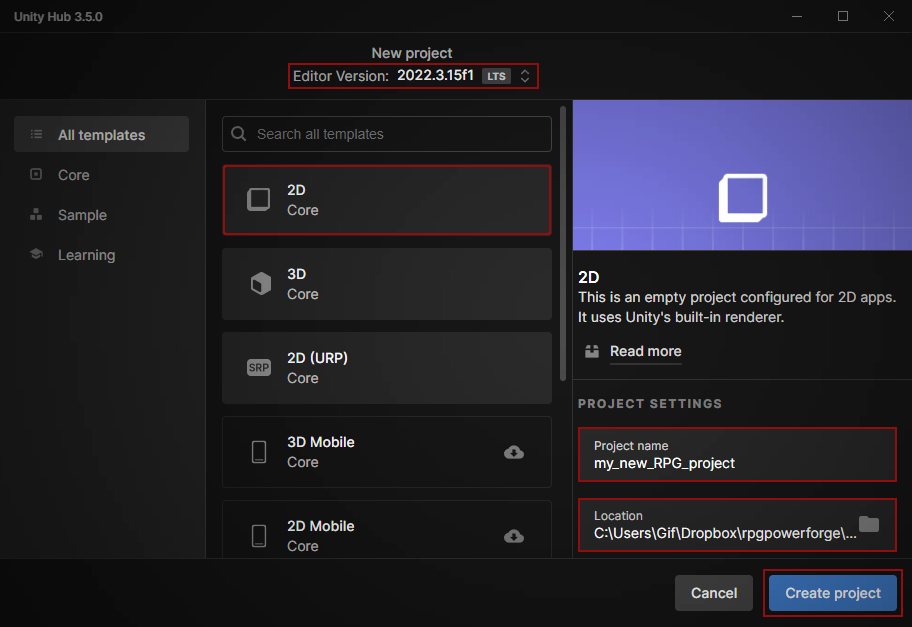 Unity Hub 3.5.0
New project
Editor Version: 2022.3.15f1 LTS
All templates
Core
Sample
Learning
Search all templates
2D
Core
3D
Core
SRP
2D (URP)
Core
3D Mobile
Core
2D Mobile
Core
2D
This is an empty project configured for 2D apps.
It uses Unity's built-in renderer.
Read more
PROJECT SETTINGS
Project name
my_new_RPG_project
Location
C:\Users\Gif\Dropbox\rpgpowerforge\...
Cancel
Create project